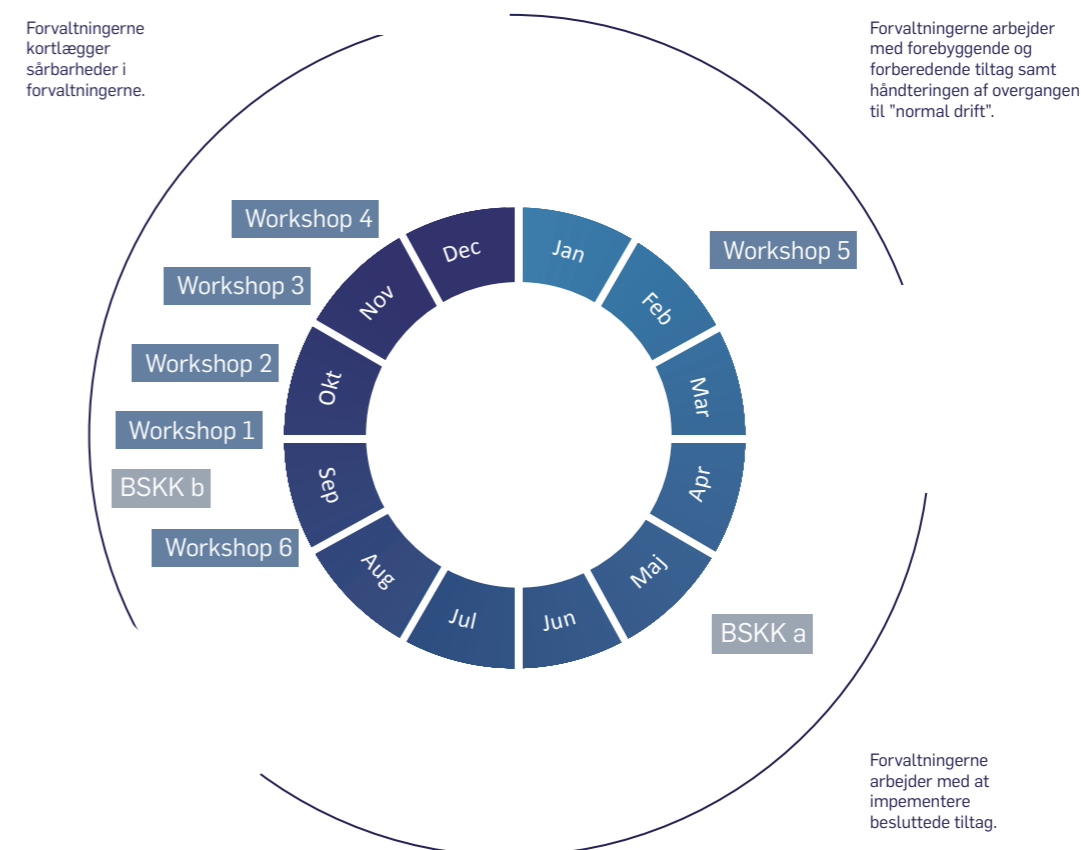 Forvaltningerne
kortlægger
sårbarheder i
forvaltningerne.
Forvaltningerne arbejder
med forebyggende og
forberedende tiltag samt
håndteringen af overgangen
til "normal drift".
Workshop 4
Workshop 3
Workshop 2
Workshop 1
BSKK b
Workshop 6
Jan
Feb
Mar
Apr
Maj
Jun
Jul
Aug
Sep
Okt
Nov
Dec
Workshop 5
BSKK a
Forvaltningerne
arbejder med at
impementere
besluttede tiltag.